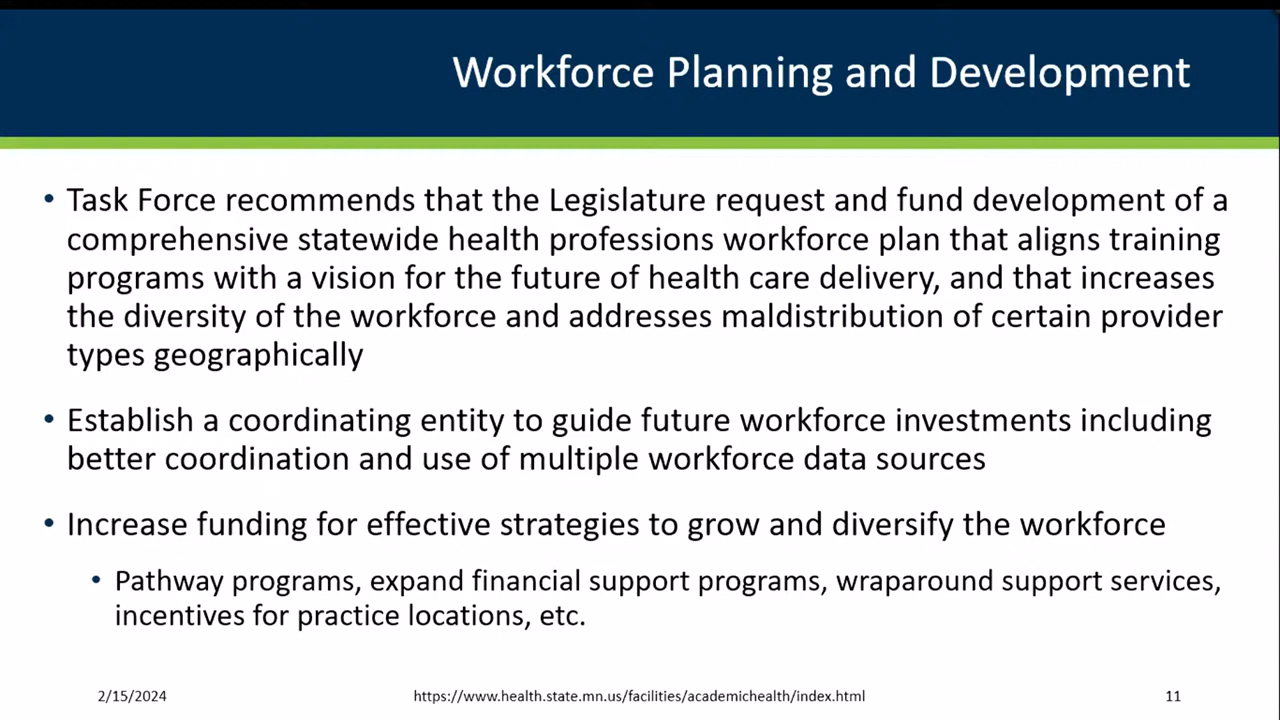 Workforce Planning and Development
• Task Force recommends that the Legislature request and fund development of a
comprehensive statewide health professions workforce plan that aligns training
programs with a vision for the future of health care delivery, and that increases
the diversity of the workforce and addresses maldistribution of certain provider
types geographically
• Establish a coordinating entity to guide future workforce investments including
better coordination and use of multiple workforce data sources
• Increase funding for effective strategies to grow and diversify the workforce
• Pathway programs, expand financial support programs, wraparound support services,
incentives for practice locations, etc.
2/15/2024 https://www.health.state.mn.us/facilities/academichealth/index.html 11